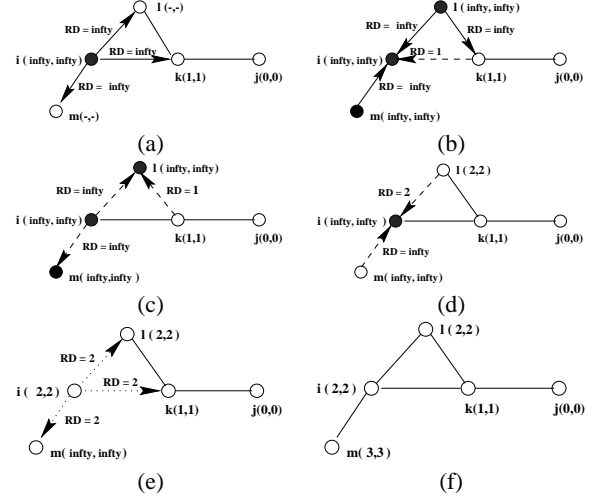 l (-,-)
RD = infty
i (infty, infty)
RD = infty
RD = infty
k(1,1)
j(0,0)
m(-,-)
(a)
l (infty, infty)
RD = infty
RD = infty
i (infty, infty)
RD = 1
RD = infty
k(1,1)
j(0,0)
m( infty, infty)
(b)
l (infty, infty)
RD = infty
RD = 1
i (infty, infty)
RD = infty
k(1,1)
j(0,0)
m( infty,infty )
(c)
l (2,2)
RD = 2
i (infty, infty )
RD = infty
k(1,1)
j(0,0)
m( infty, infty)
(d)
l ( 2,2 )
RD = 2
i ( 2,2)
RD = 2
RD = 2
k(1,1)
j(0,0)
m( infty, infty)
(e)
l ( 2,2 )
i (2,2)
k(1,1)
j(0,0)
m( 3,3 )
(f)